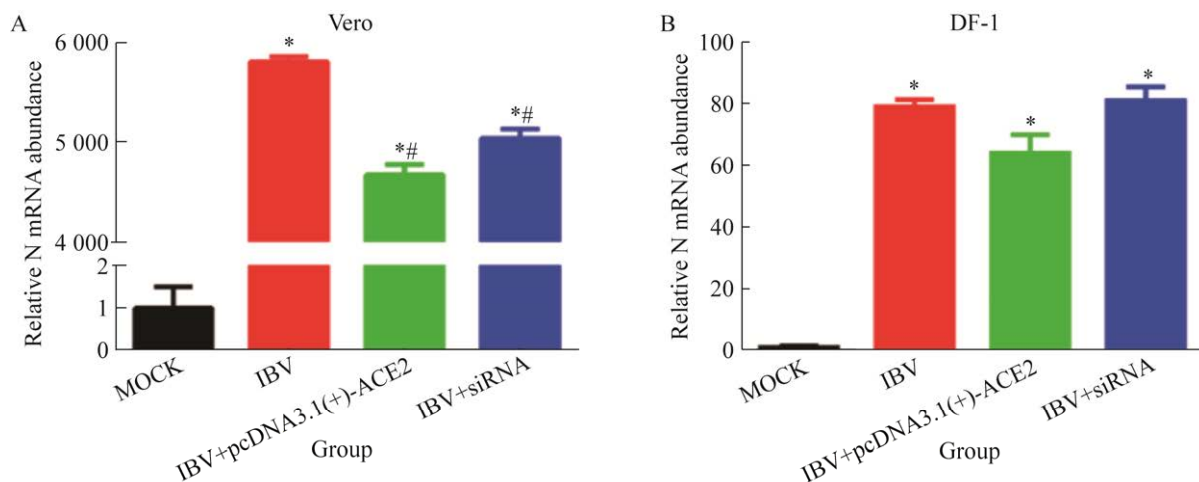 A
Vero
Relative N mRNA abundance
6 000
5 000
4 000
2
1
0
*
*#
*#
MOCK
IBV
IBV+pcDNA3.1(+)-ACE2
IBV+siRNA
Group
B
DF-1
Relative N mRNA abundance
100
80
60
40
20
0
*
*
*
MOCK
IBV
IBV+pcDNA3.1(+)-ACE2
IBV+siRNA
Group